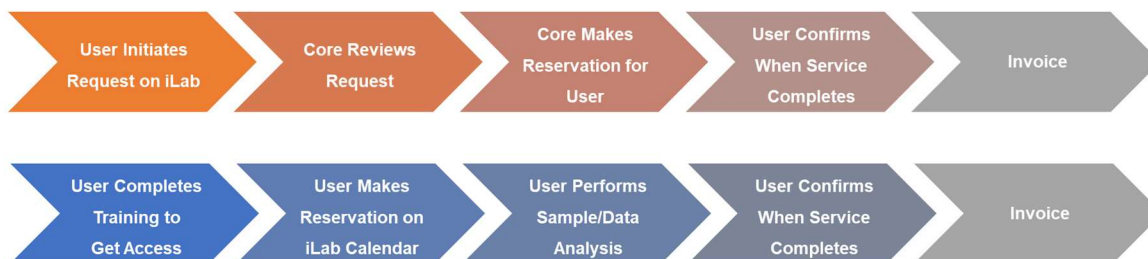 User Initiates
Request on iLab
Core Reviews
Request
Core Makes
Reservation for
User
User Confirms
When Service
Completes
Invoice
User Completes
Training to
Get Access
User Makes
Reservation on
iLab Calendar
User Performs
Sample/Data
Analysis
User Confirms
When Service
Completes
Invoice